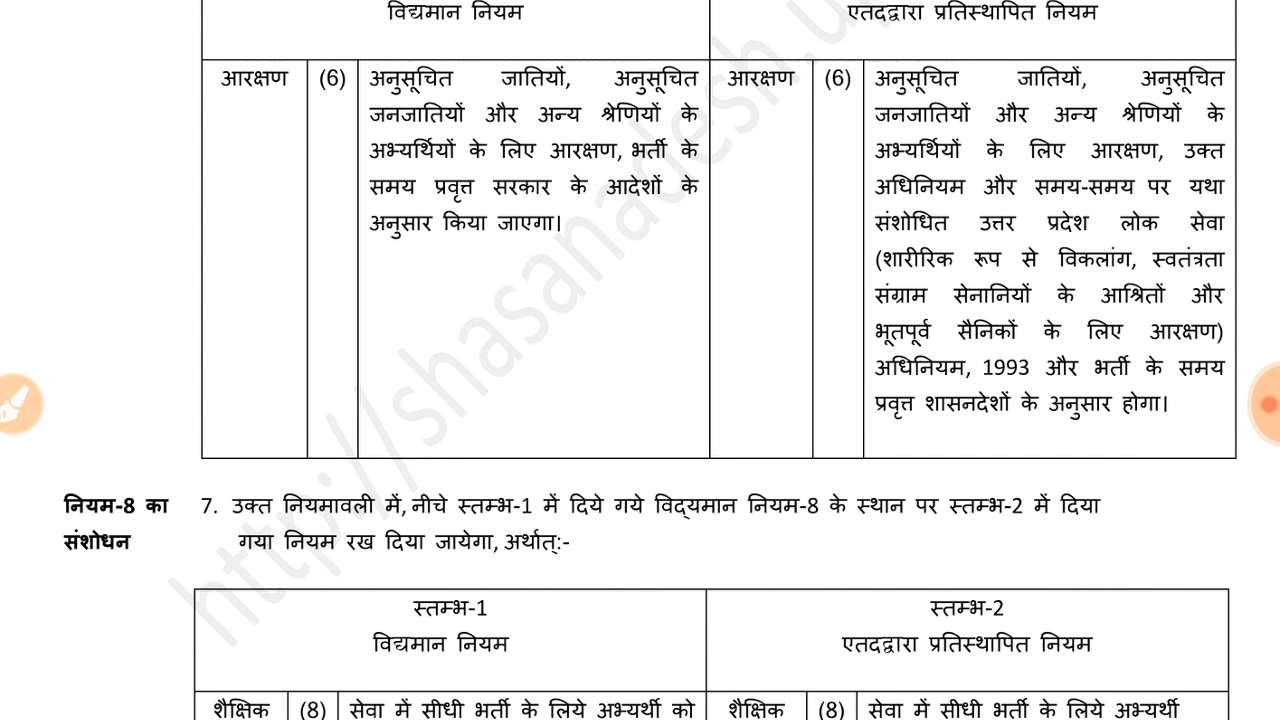 विद्यमान नियम
एतदद्वारा प्रतिस्थापित नियम
आरक्षण (6) अनुसूचित जातियों, अनुसूचित
जनजातियों और अन्य श्रेणियों के
अभ्यर्थियों के लिए आरक्षण, भर्ती के
समय प्रवृत्त सरकार के आदेशों के
अनुसार किया जाएगा।
आरक्षण (6) अनुसूचित जातियों, अनुसूचित
जनजातियों और अन्य श्रेणियों के
अभ्यर्थियों के लिए आरक्षण, उक्त
अधिनियम और समय-समय पर यथा
संशोधित उत्तर प्रदेश लोक सेवा
(शारीरिक रूप से विकलांग, स्वतंत्रता
संग्राम सेनानियों के आश्रितों और
भूतपूर्व सैनिकों के लिए आरक्षण)
अधिनियम, 1993 और भर्ती के समय
प्रवृत्त शासनदेशों के अनुसार होगा।
नियम-8 का
संशोधन
7. उक्त नियमावली में, नीचे स्तम्भ-1 में दिये गये विद्यमान नियम-8 के स्थान पर स्तम्भ-2 में दिया
गया नियम रख दिया जायेगा, अर्थात्:-
स्तम्भ-1
विद्यमान नियम
स्तम्भ-2
एतदद्वारा प्रतिस्थापित नियम
शैक्षिक (8) सेवा में सीधी भर्ती के लिये अभ्यर्थी को
शैक्षिक (8) सेवा में सीधी भर्ती के लिये अभ्यर्थी
http://shasanadesh.up